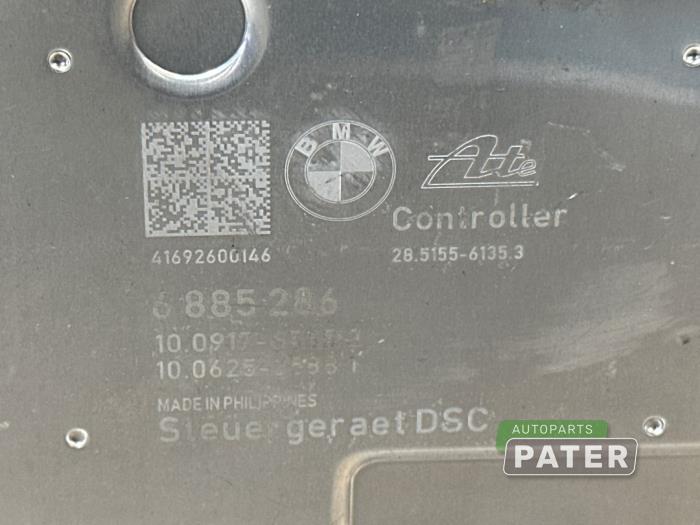 BMW
Ate
Controller
41692600146
28.5155-6135.3
6 885 286
MADE IN PHILIPPINES
Steuergeraet DSC
AUTOPARTS
PATER